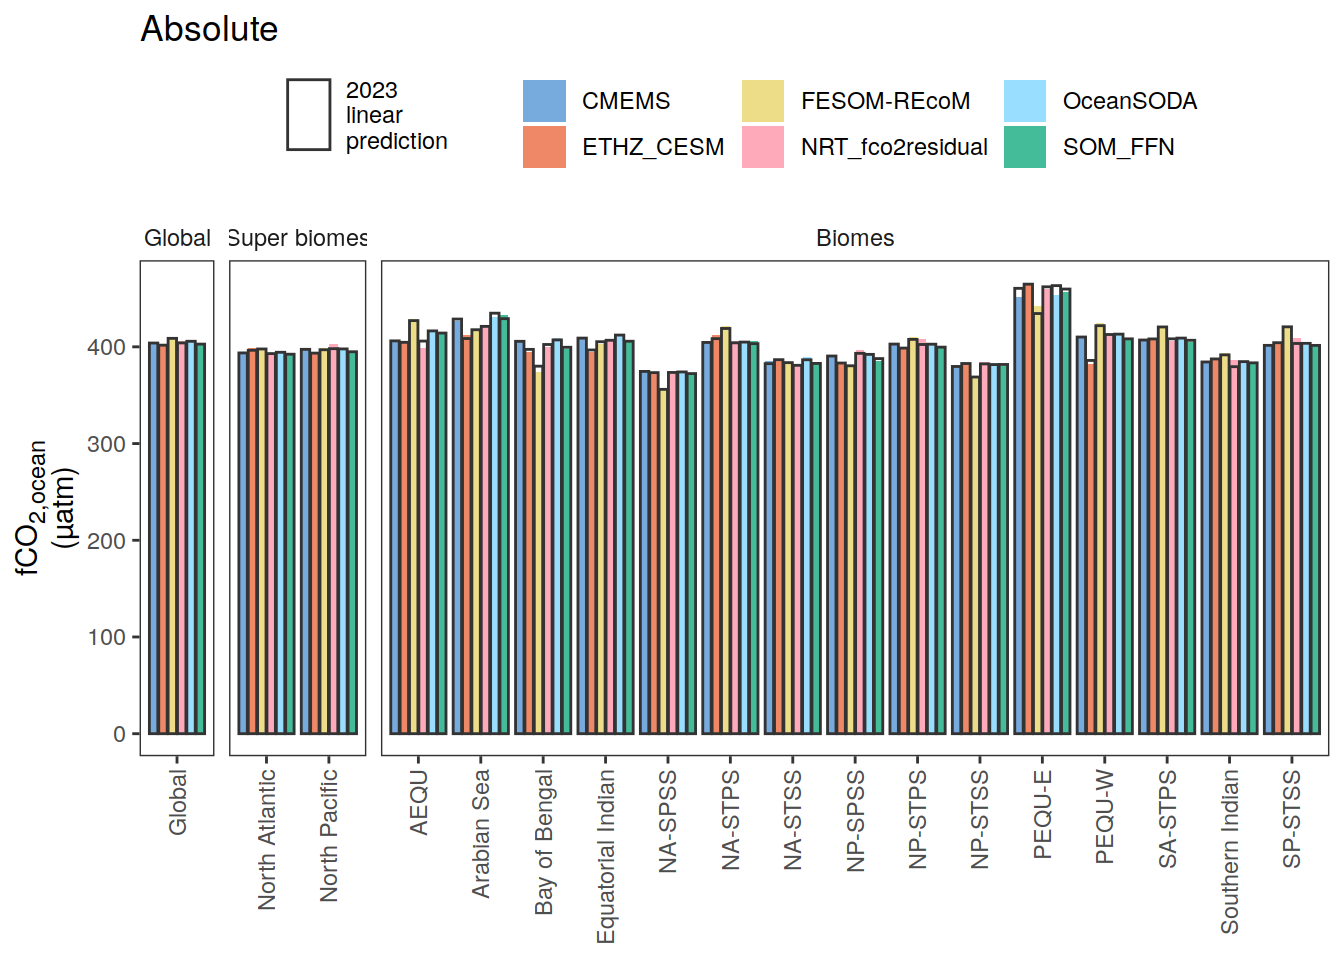 Absolute
2023
linear
prediction
CMEMS
FESOM-REcoM
OceanSODA
ETHZ_CESM
NRT_fco2residual
SOM_FFN
Global
Super biomes
Biomes
fCO2,ocean
(µatm)
400
300
200
100
0
Global
North Atlantic
North Pacific
AEQU
Arabian Sea
Bay of Bengal
Equatorial Indian
NA-SPSS
NA-STPS
NA-STSS
NP-SPSS
NP-STPS
NP-STSS
PEQU-E
PEQU-W
SA-STPS
Southern Indian
SP-STSS